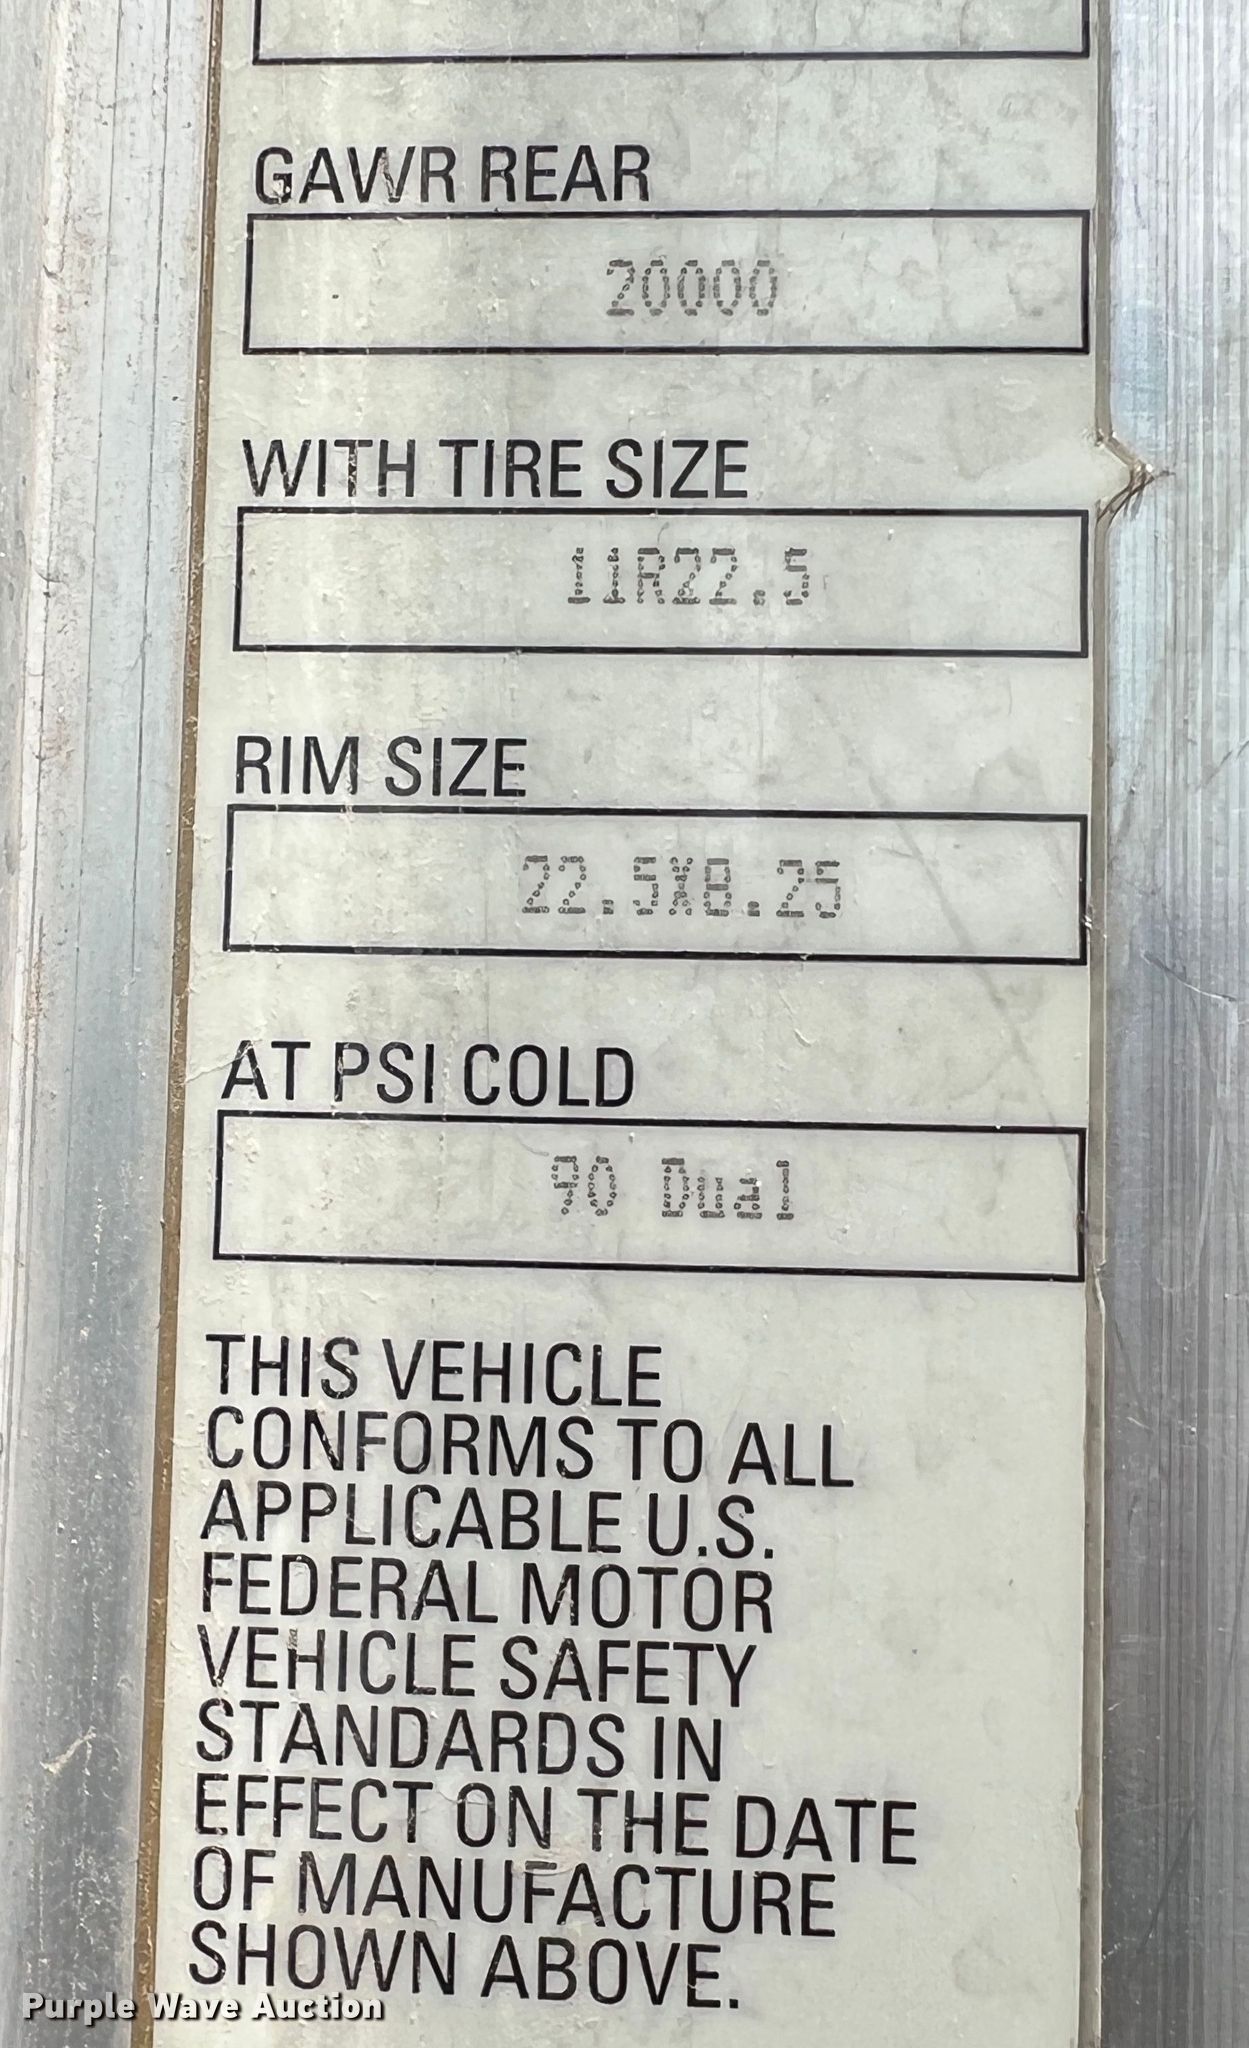 GAWR REAR
20000
WITH TIRE SIZE
11R22.5
RIM SIZE
22.5X8.25
AT PSI COLD
90 Dual
THIS VEHICLE
CONFORMS TO ALL
APPLICABLE U.S.
FEDERAL MOTOR
VEHICLE SAFETY
STANDARDS IN
EFFECT ON THE DATE
OF MANUFACTURE
SHOWN ABOVE.
Purple Wave Auction